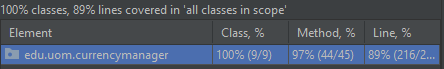 100% classes, 89% lines covered in 'all classes in scope'
Element Class, % Method, % Line, %
edu.uom.currencymanager 100% (9/9) 97% (44/45) 89% (216/2...